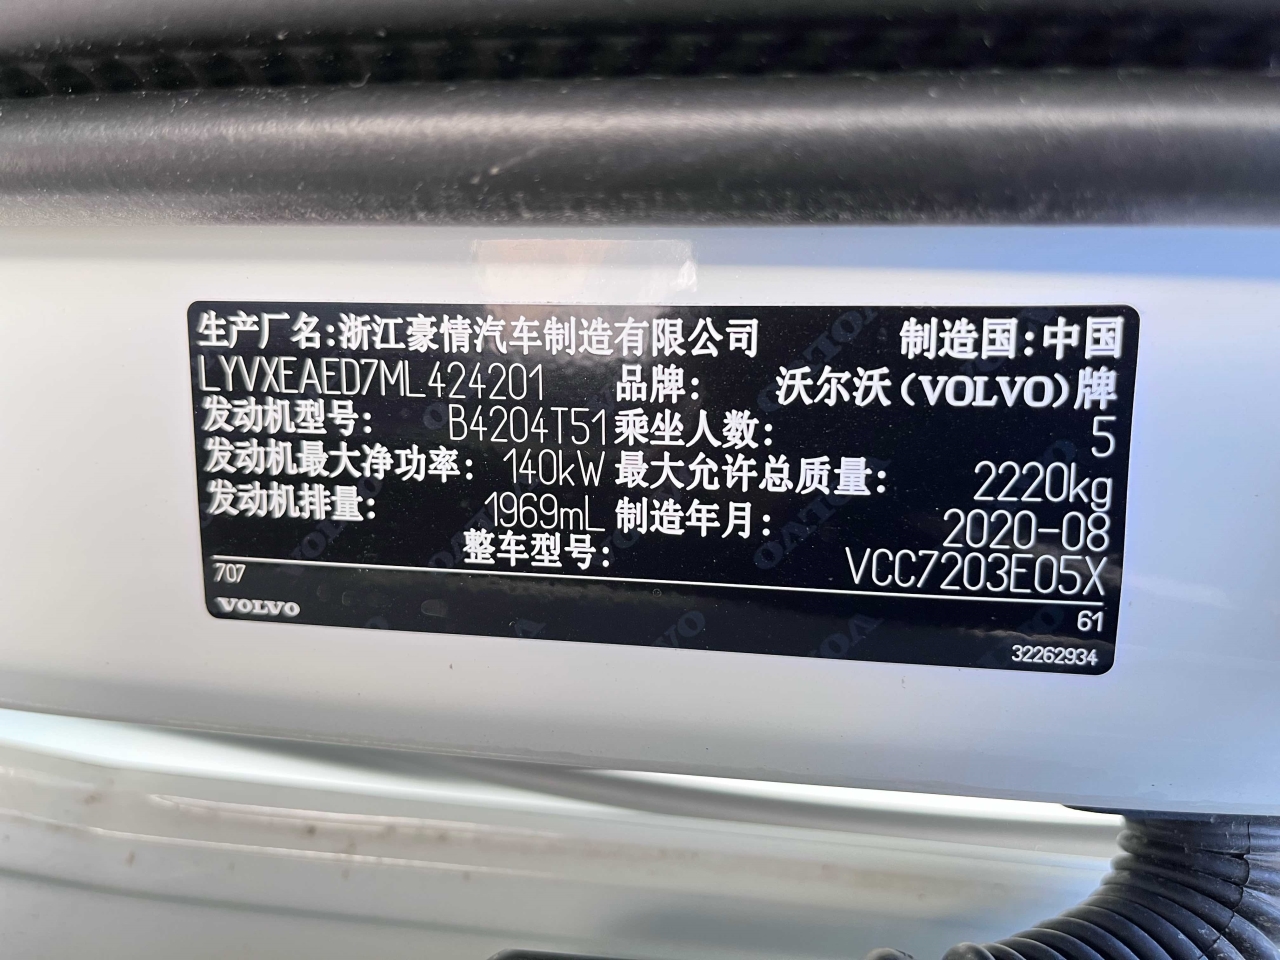 生产厂名:浙江豪情汽车制造有限公司 制造国:中国
LYVXEAED7ML424201 品牌: 沃尔沃(VOLVO)牌
发动机型号: B4204T51 乘坐人数: 5
发动机最大净功率: 140kW 最大允许总质量: 2220kg
发动机排量: 1969mL 制造年月: 2020-08
整车型号: VCC7203E05X
707 61
VOLVO 32262934